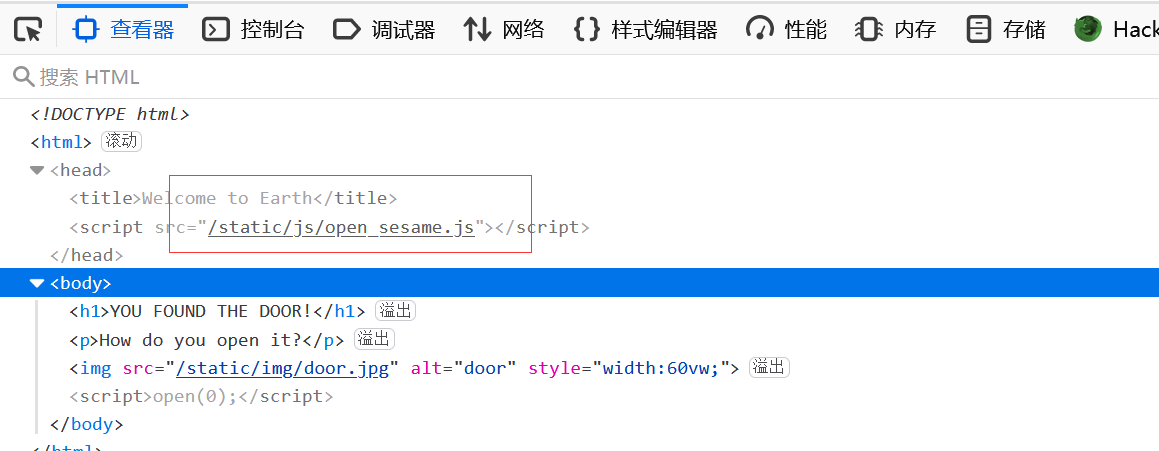 查看器 控制台 调试器 网络 样式编辑器 性能 内存 存储 Hack
搜索 HTML
<!DOCTYPE html>
<html> 滚动
<head>
<title>Welcome to Earth</title>
<script src="/static/js/open_sesame.js"></script>
</head>
<body>
<h1>YOU FOUND THE DOOR!</h1> 溢出
<p>How do you open it?</p> 溢出
<img src="/static/img/door.jpg" alt="door" style="width:60vw;"> 溢出
<script>open(0);</script>
</body>
</html>